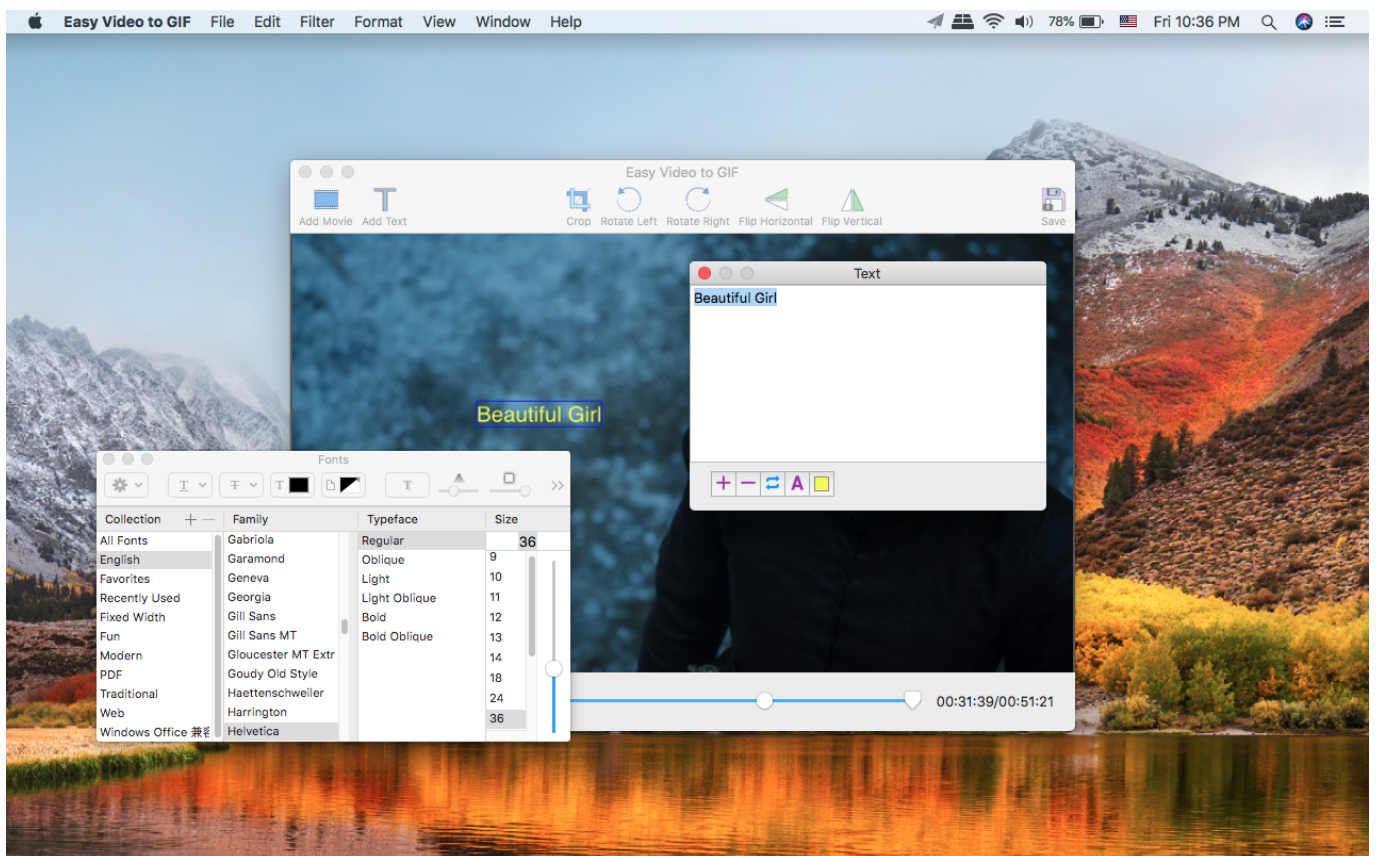 Easy Video to GIF File Edit Filter Format View Window Help 78% Fri 10:36 PM
Easy Video to GIF
Add Movie Add Text Crop Rotate Left Rotate Right Flip Horizontal Flip Vertical Save
Text
Beautiful Girl
Beautiful Girl
A
Fonts
T T T T
Collection + − Family Typeface Size
All Fonts Gabriola Regular 36
English Garamond Oblique 9
Favorites Geneva Light 10
Recently Used Georgia Light Oblique 11
Fixed Width Gill Sans Bold 12
Fun Gill Sans MT Bold Oblique 13
Modern Gloucester MT Extr 14
PDF Goudy Old Style 18
Traditional Haettenschweiler 24
Web Harrington 36
Windows Office 兼容 Helvetica
00:31:39/00:51:21